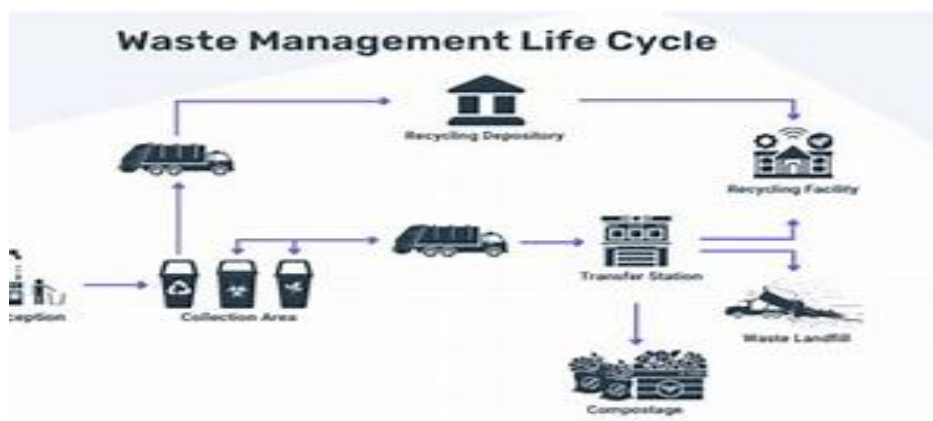 Waste Management Life Cycle
Recycling Depository
Recycling Facility
Transfer Station
ception
Collection Area
Waste Landfill
Compostage